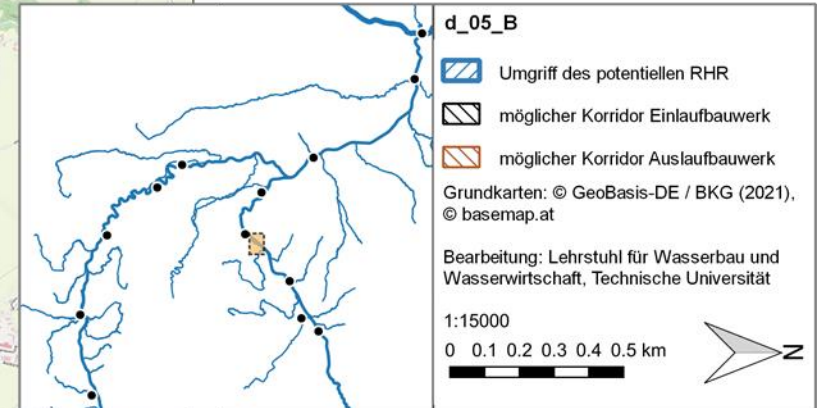 d_05_B
Umgriff des potentiellen RHR
möglicher Korridor Einlaufbauwerk
möglicher Korridor Auslaufbauwerk
Grundkarten: © GeoBasis-DE / BKG (2021),
© basemap.at
Bearbeitung: Lehrstuhl für Wasserbau und
Wasserwirtschaft, Technische Universität
1:15000
0 0.1 0.2 0.3 0.4 0.5 km
N